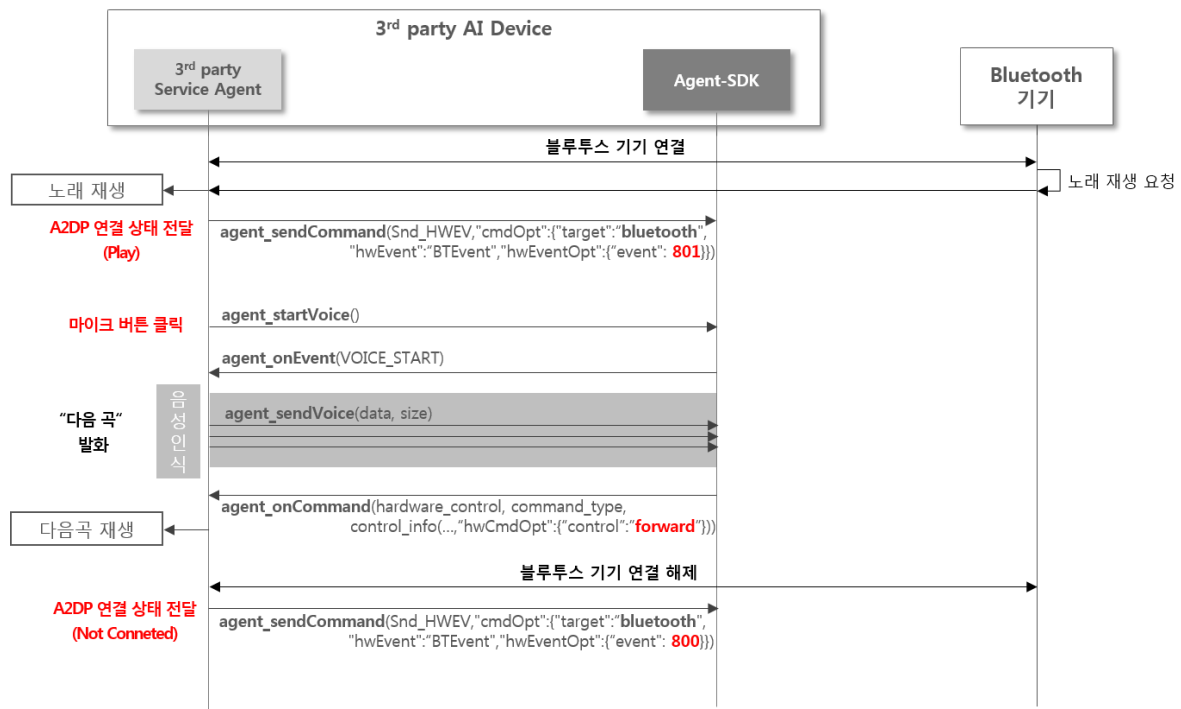 3rd party AI Device
3rd party
Service Agent
Agent-SDK
Bluetooth
기기
블루투스 기기 연결
노래 재생
노래 재생 요청
A2DP 연결 상태 전달
(Play)
agent_sendCommand(Snd_HWEV,"cmdOpt":{"target":"bluetooth",
"hwEvent":"BTEvent","hwEventOpt":{"event": 801}})
마이크 버튼 클릭
agent_startVoice()
agent_onEvent(VOICE_START)
"다음 곡"
발화
음
성
인
식
agent_sendVoice(data, size)
agent_onCommand(hardware_control, command_type,
control_info(...,"hwCmdOpt":{"control":"forward"}))
다음곡 재생
블루투스 기기 연결 해제
A2DP 연결 상태 전달
(Not Conneted)
agent_sendCommand(Snd_HWEV,"cmdOpt":{"target":"bluetooth",
"hwEvent":"BTEvent","hwEventOpt":{"event": 800}})